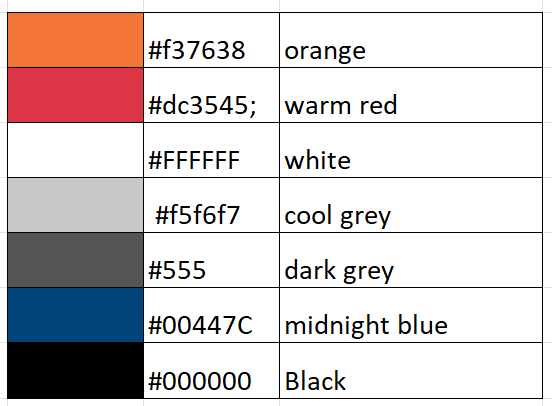 #f37638 orange
#dc3545; warm red
#FFFFFF white
#f5f6f7 cool grey
#555 dark grey
#00447C midnight blue
#000000 Black